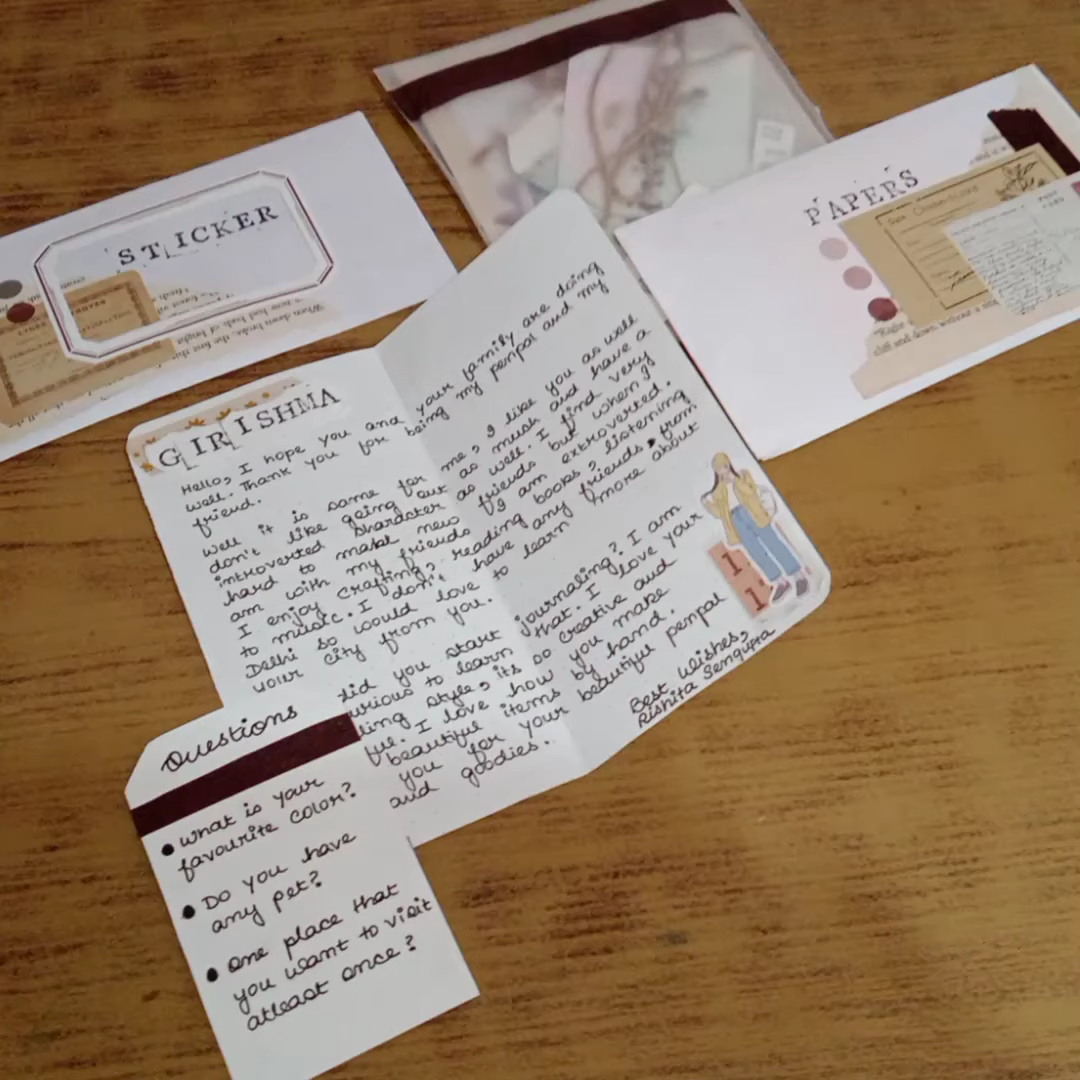 STICKER
PAPERS
GIRISHMA
Hello, I hope you and your family are doing
well. Thank you for being my penpal and my
friend.
Well it is same for me, I like you as well
don't like going out as mush and have a
introverted sharacter as well. I find very
hard to make new friends but when I
am with my friends I am extroverted.
I enjoy crafting, reading books, listening
to music. I don't have any friends from
Delhi so would love to learn more about
your city from you.
did you start journaling? I am
urious to learn that. I love your
ling style, its so creative and
ful. I love how you make
beautiful items by hand.
you for your beautiful penpal
and goodies.
Best Wishes,
Rishita Sengupta
1
1
Questions
What is your
favourite color?
Do you have
any pet?
One place that
you want to visit
atleast once?